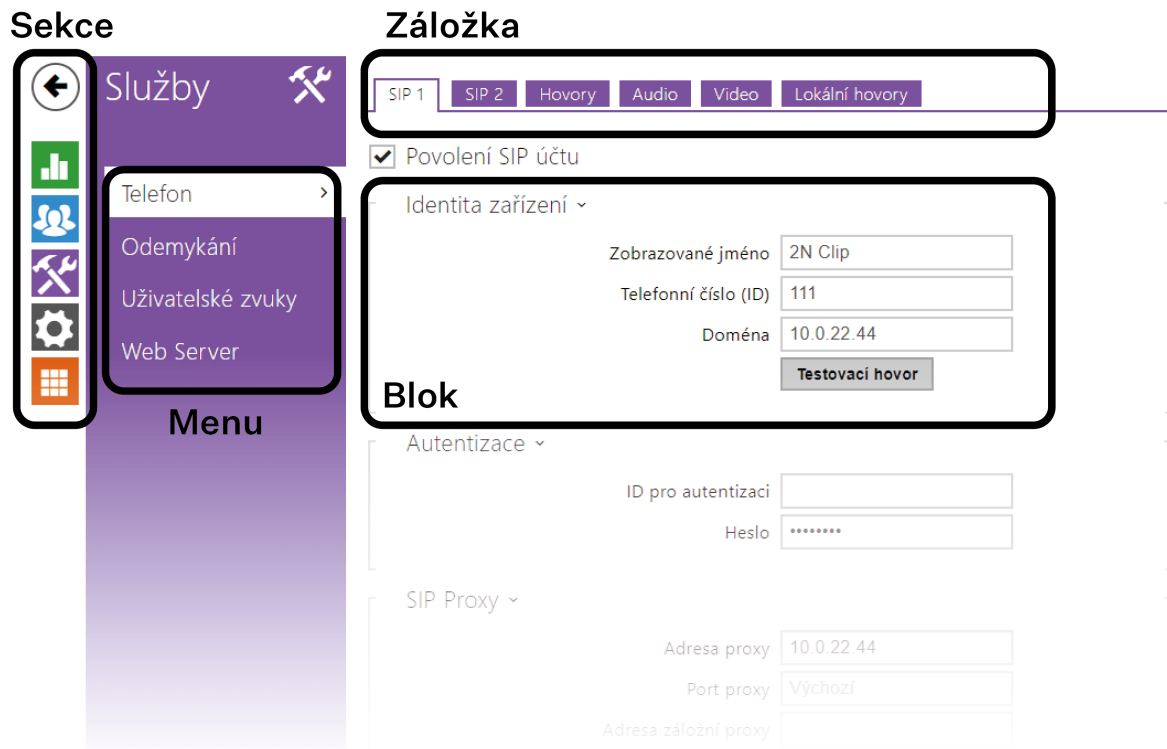 Sekce
Záložka
Služby
SIP 1 SIP 2 Hovory Audio Video Lokální hovory
Povolení SIP účtu
Telefon
Odemykání
Uživatelské zvuky
Web Server
Menu
Identita zařízení
Zobrazované jméno 2N Clip
Telefonní číslo (ID) 111
Doména 10.0.22.44
Testovací hovor
Blok
Autentizace
ID pro autentizaci
Heslo ••••••••
SIP Proxy
Adresa proxy 10.0.22.44
Port proxy Výchozí
Adresa záložní proxy